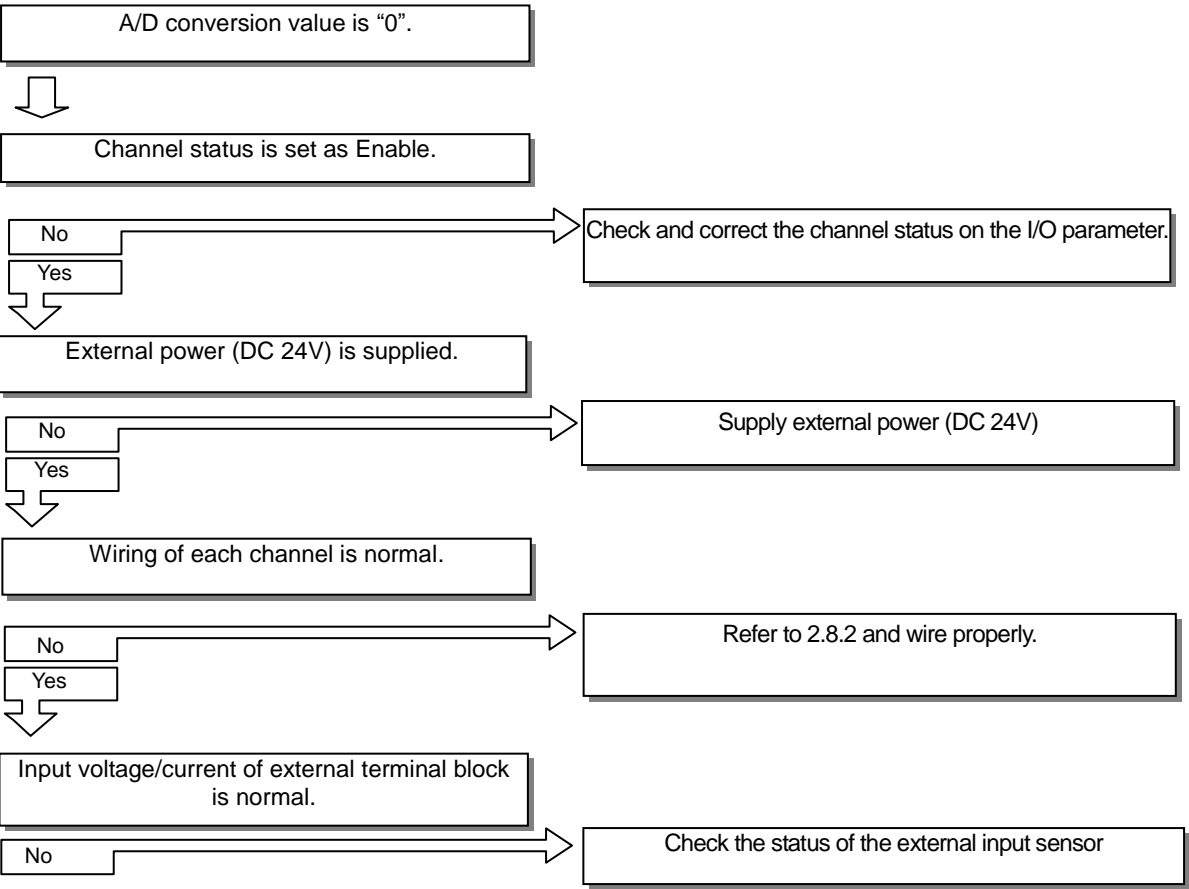 A/D conversion value is “0”.
Channel status is set as Enable.
No
Check and correct the channel status on the I/O parameter.
Yes
External power (DC 24V) is supplied.
No
Supply external power (DC 24V)
Yes
Wiring of each channel is normal.
No
Refer to 2.8.2 and wire properly.
Yes
Input voltage/current of external terminal block
is normal.
No
Check the status of the external input sensor